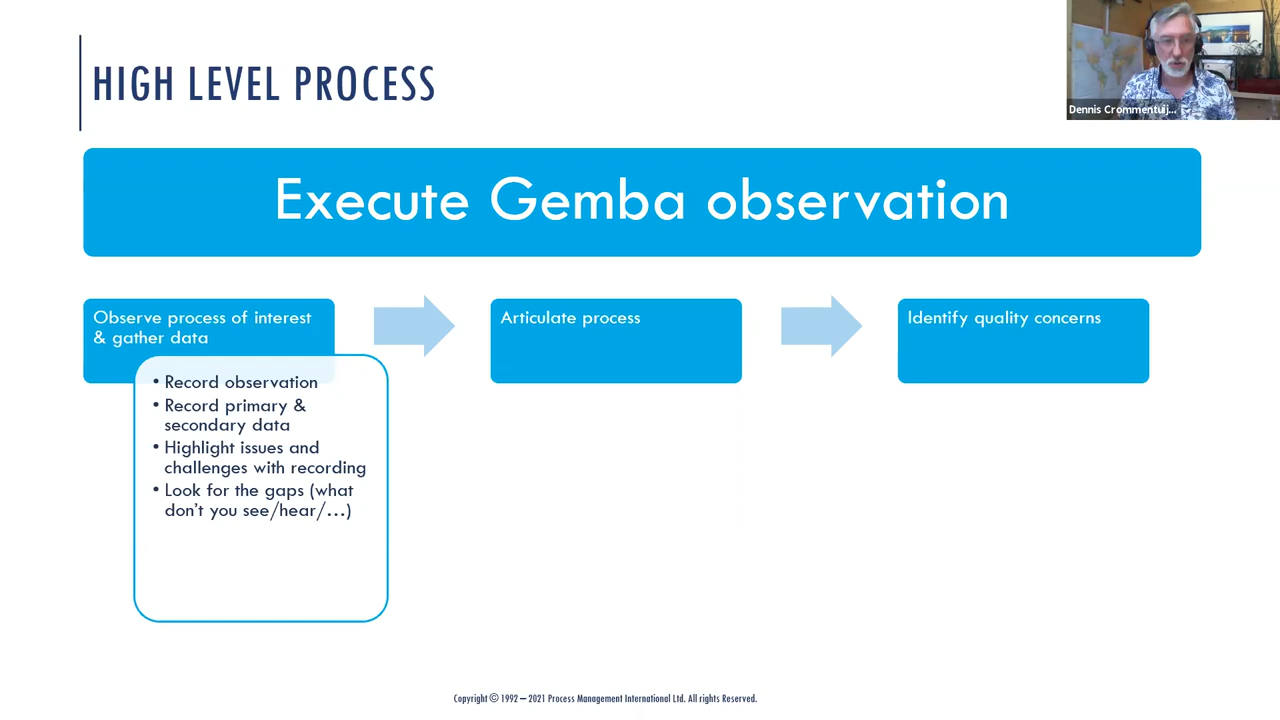 HIGH LEVEL PROCESS
Dennis Crommentuij...
Execute Gemba observation
Observe process of interest
& gather data
• Record observation
• Record primary &
secondary data
• Highlight issues and
challenges with recording
• Look for the gaps (what
don't you see/hear/...)
Articulate process
Identify quality concerns
Copyright © 1992 – 2021 Process Management International Ltd. All rights Reserved.